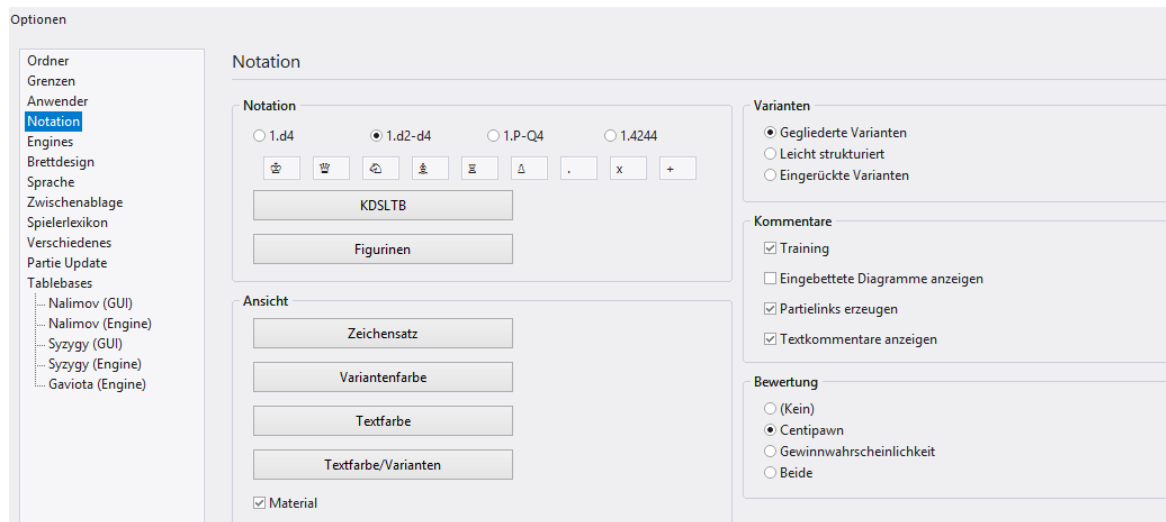 Optionen
Ordner
Grenzen
Anwender
Notation
Engines
Brettdesign
Sprache
Zwischenablage
Spielerlexikon
Verschiedenes
Partie Update
Tablebases
Nalimov (GUI)
Nalimov (Engine)
Syzygy (GUI)
Syzygy (Engine)
Gaviota (Engine)
Notation
Notation
1.d4 1.d2-d4 1.P-Q4 1.4244
♔ ♕ ♘ ♗ ♖ ♙ . x +
KDSLTB
Figurinen
Ansicht
Zeichensatz
Variantenfarbe
Textfarbe
Textfarbe/Varianten
Material
Varianten
Gegliederte Varianten
Leicht strukturiert
Eingerückte Varianten
Kommentare
Training
Eingebettete Diagramme anzeigen
Partielinks erzeugen
Textkommentare anzeigen
Bewertung
(Kein)
Centipawn
Gewinnwahrscheinlichkeit
Beide